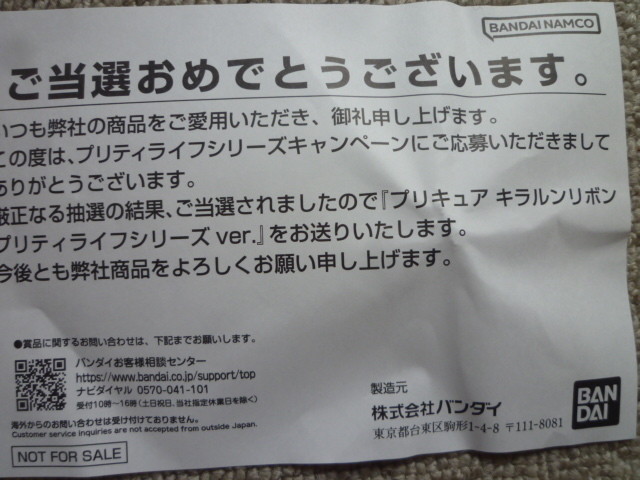 BANDAI NAMCO
ご当選おめでとうございます。
いつも弊社の商品をご愛用いただき、御礼申し上げます。
この度は、プリティライフシリーズキャンペーンにご応募いただきまして
ありがとうございます。
厳正なる抽選の結果、ご当選されましたので『プリキュア キラルンリボン
プリティライフシリーズ ver.』をお送りいたします。
今後とも弊社商品をよろしくお願い申し上げます。
●賞品に関するお問い合わせは、下記までお願いします。
バンダイお客様相談センター
https://www.bandai.co.jp/support/top
ナビダイヤル 0570-041-101
受付10時～16時(土日祝日、当社指定休業日を除く)
海外からのお問い合わせは受け付けておりません。
Customer service inquiries are not accepted from outside Japan.
NOT FOR SALE
製造元
株式会社バンダイ
東京都台東区駒形1-4-8 〒111-8081
BAN
DAI